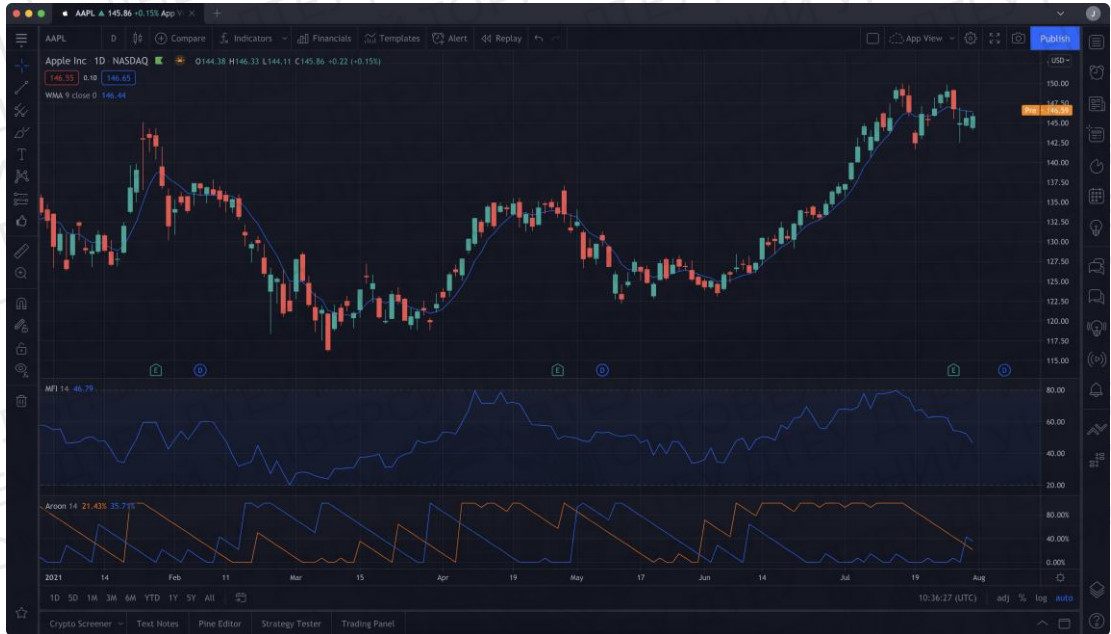 AAPL ▲ 145.86 +0.15% App Vi
J
AAPL D Compare Indicators Financials Templates Alert Replay App View Publish
Apple Inc 1D NASDAQ O144.38 H146.33 L144.11 C145.86 +0.22 (+0.15%) USD
146.55 0.10 146.65
WMA 9 close 0 146.44
150.00
147.50
Pre 146.59
145.00
142.50
140.00
137.50
135.00
132.50
130.00
127.50
125.00
122.50
120.00
117.50
115.00
E D E D E D
MFI 14 46.79
80.00
60.00
40.00
20.00
Aroon 14 21.43% 35.71%
80.00%
40.00%
0.00%
2021 14 Feb 11 Mar 15 Apr 19 May 17 Jun 14 Jul 19 Aug
1D 5D 1M 3M 6M YTD 1Y 5Y All 10:36:27 (UTC) adj % log auto
Crypto Screener Text Notes Pine Editor Strategy Tester Trading Panel